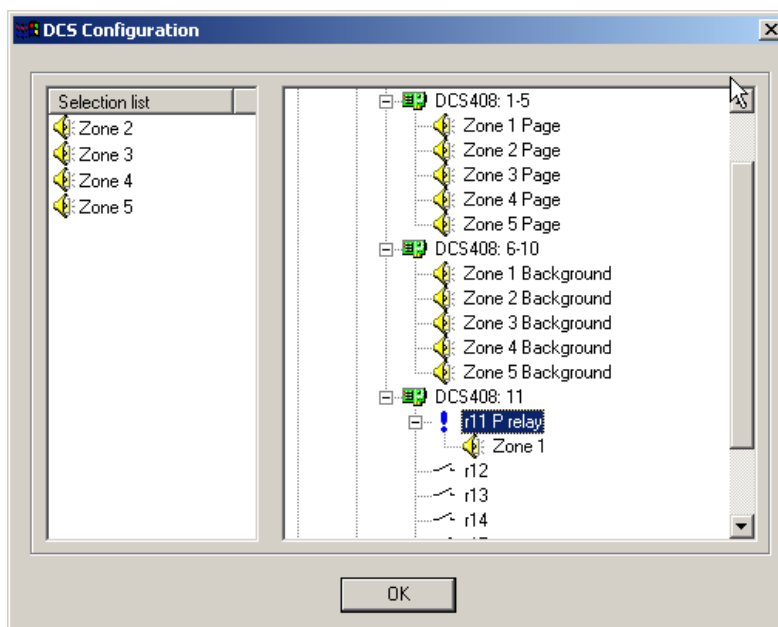 DCS Configuration
Selection list
Zone 2
Zone 3
Zone 4
Zone 5
DCS408: 1-5
Zone 1 Page
Zone 2 Page
Zone 3 Page
Zone 4 Page
Zone 5 Page
DCS408: 6-10
Zone 1 Background
Zone 2 Background
Zone 3 Background
Zone 4 Background
Zone 5 Background
DCS408: 11
r11 P relay
Zone 1
r12
r13
r14
OK